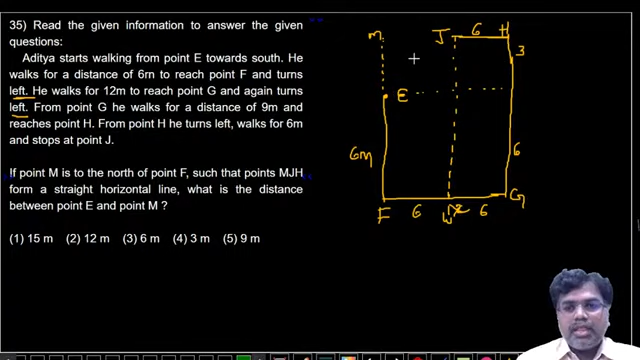 35) Read the given information to answer the given
questions:
Aditya starts walking from point E towards south. He
walks for a distance of 6m to reach point F and turns
left. He walks for 12m to reach point G and again turns
left. From point G he walks for a distance of 9m and
reaches point H. From point H he turns left, walks for 6m
and stops at point J.
If point M is to the north of point F, such that points MJH
form a straight horizontal line, what is the distance
between point E and point M ?
(1) 15 m (2) 12 m (3) 6 m (4) 3 m (5) 9 m
M J 6 H
3
E
6M 6
F 6 6 G